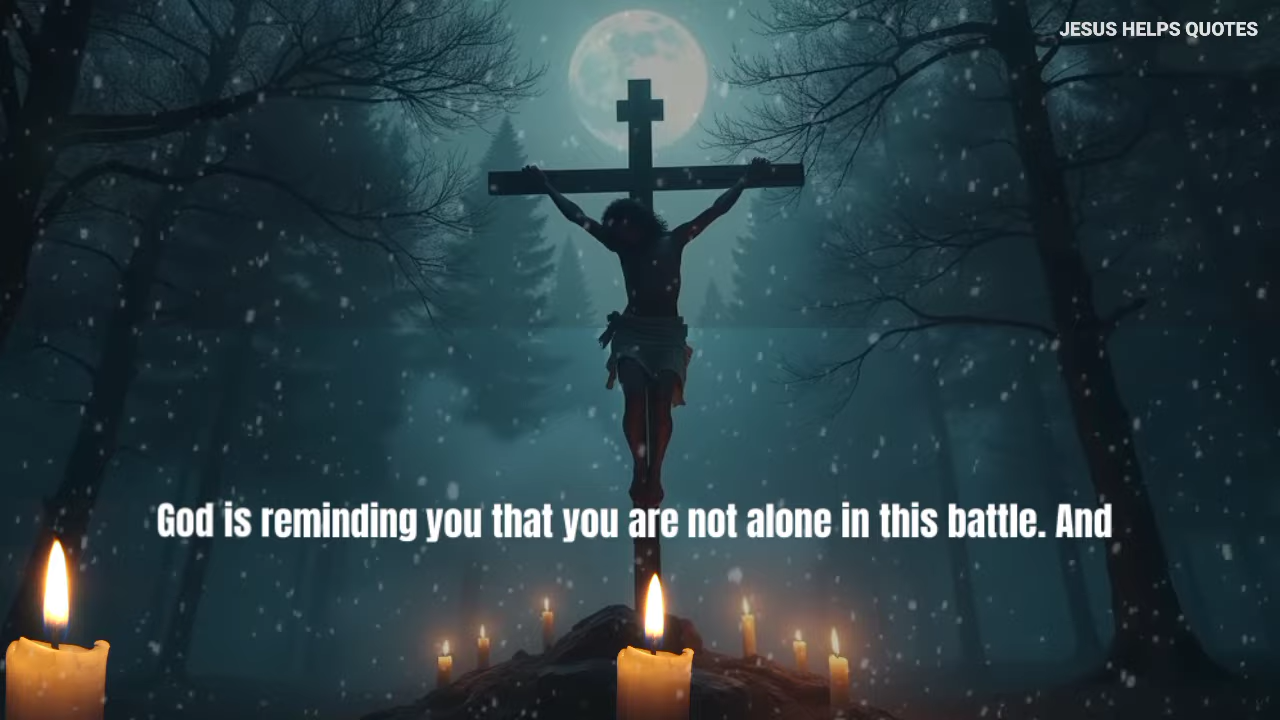 JESUS HELPS QUOTES
God is reminding you that you are not alone in this battle. And